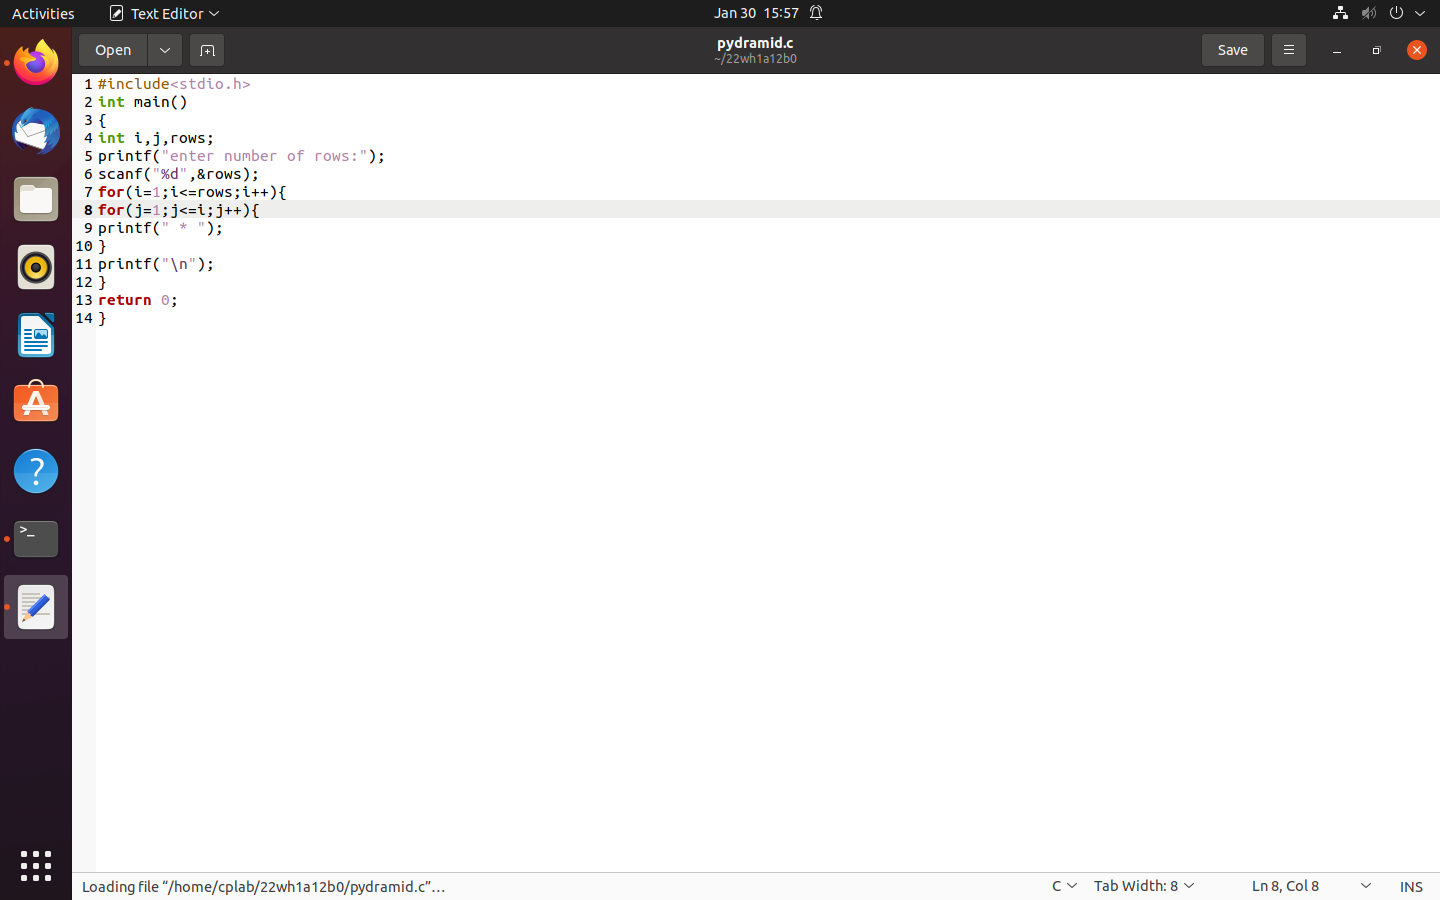 Activities Text Editor Jan 30 15:57
Open pydramid.c Save
~/22wh1a12b0
1 #include<stdio.h>
2 int main()
3 {
4 int i,j,rows;
5 printf("enter number of rows:");
6 scanf("%d",&rows);
7 for(i=1;i<=rows;i++){
8 for(j=1;j<=i;j++){
9 printf(" * ");
10 }
11 printf("\n");
12 }
13 return 0;
14 }
Loading file “/home/cplab/22wh1a12b0/pydramid.c”… C Tab Width: 8 Ln 8, Col 8 INS